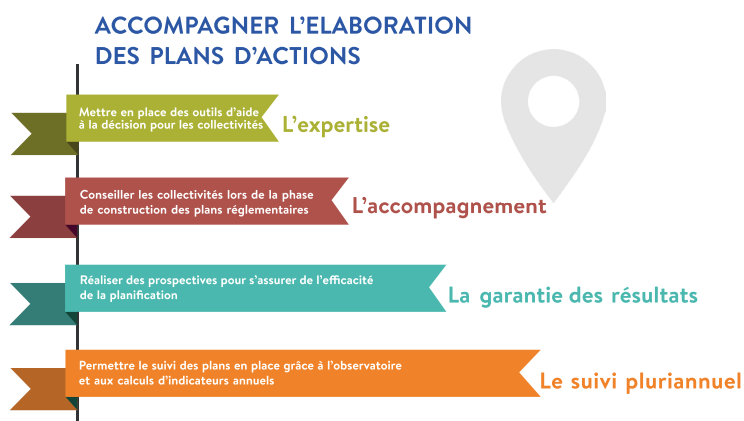 ACCOMPAGNER L’ELABORATION
DES PLANS D’ACTIONS
Mettre en place des outils d’aide
à la décision pour les collectivités
L’expertise
Conseiller les collectivités lors de la phase
de construction des plans réglementaires
L’accompagnement
Réaliser des prospectives pour s’assurer de l’efficacité
de la planification
La garantie des résultats
Permettre le suivi des plans en place grâce à l’observatoire
et aux calculs d’indicateurs annuels
Le suivi pluriannuel